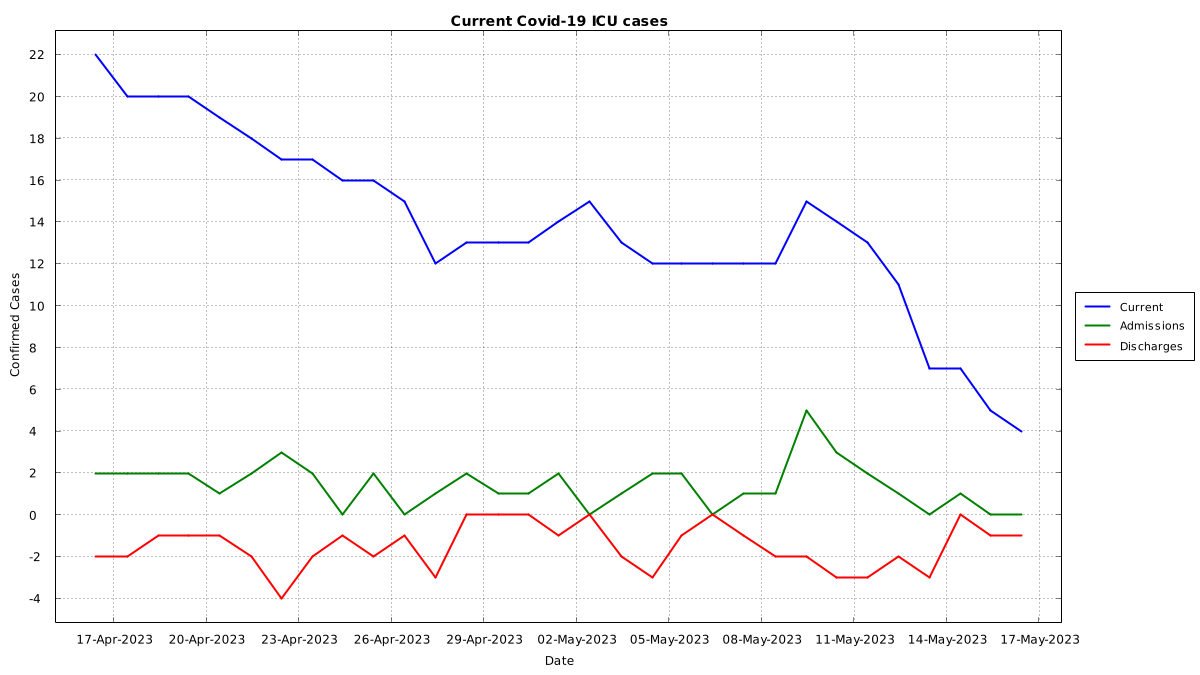 Current Covid-19 ICU cases
22
20
18
16
14
12
10
8
6
4
2
0
-2
-4
Confirmed Cases
17-Apr-2023 20-Apr-2023 23-Apr-2023 26-Apr-2023 29-Apr-2023 02-May-2023 05-May-2023 08-May-2023 11-May-2023 14-May-2023 17-May-2023
Date
Current
Admissions
Discharges